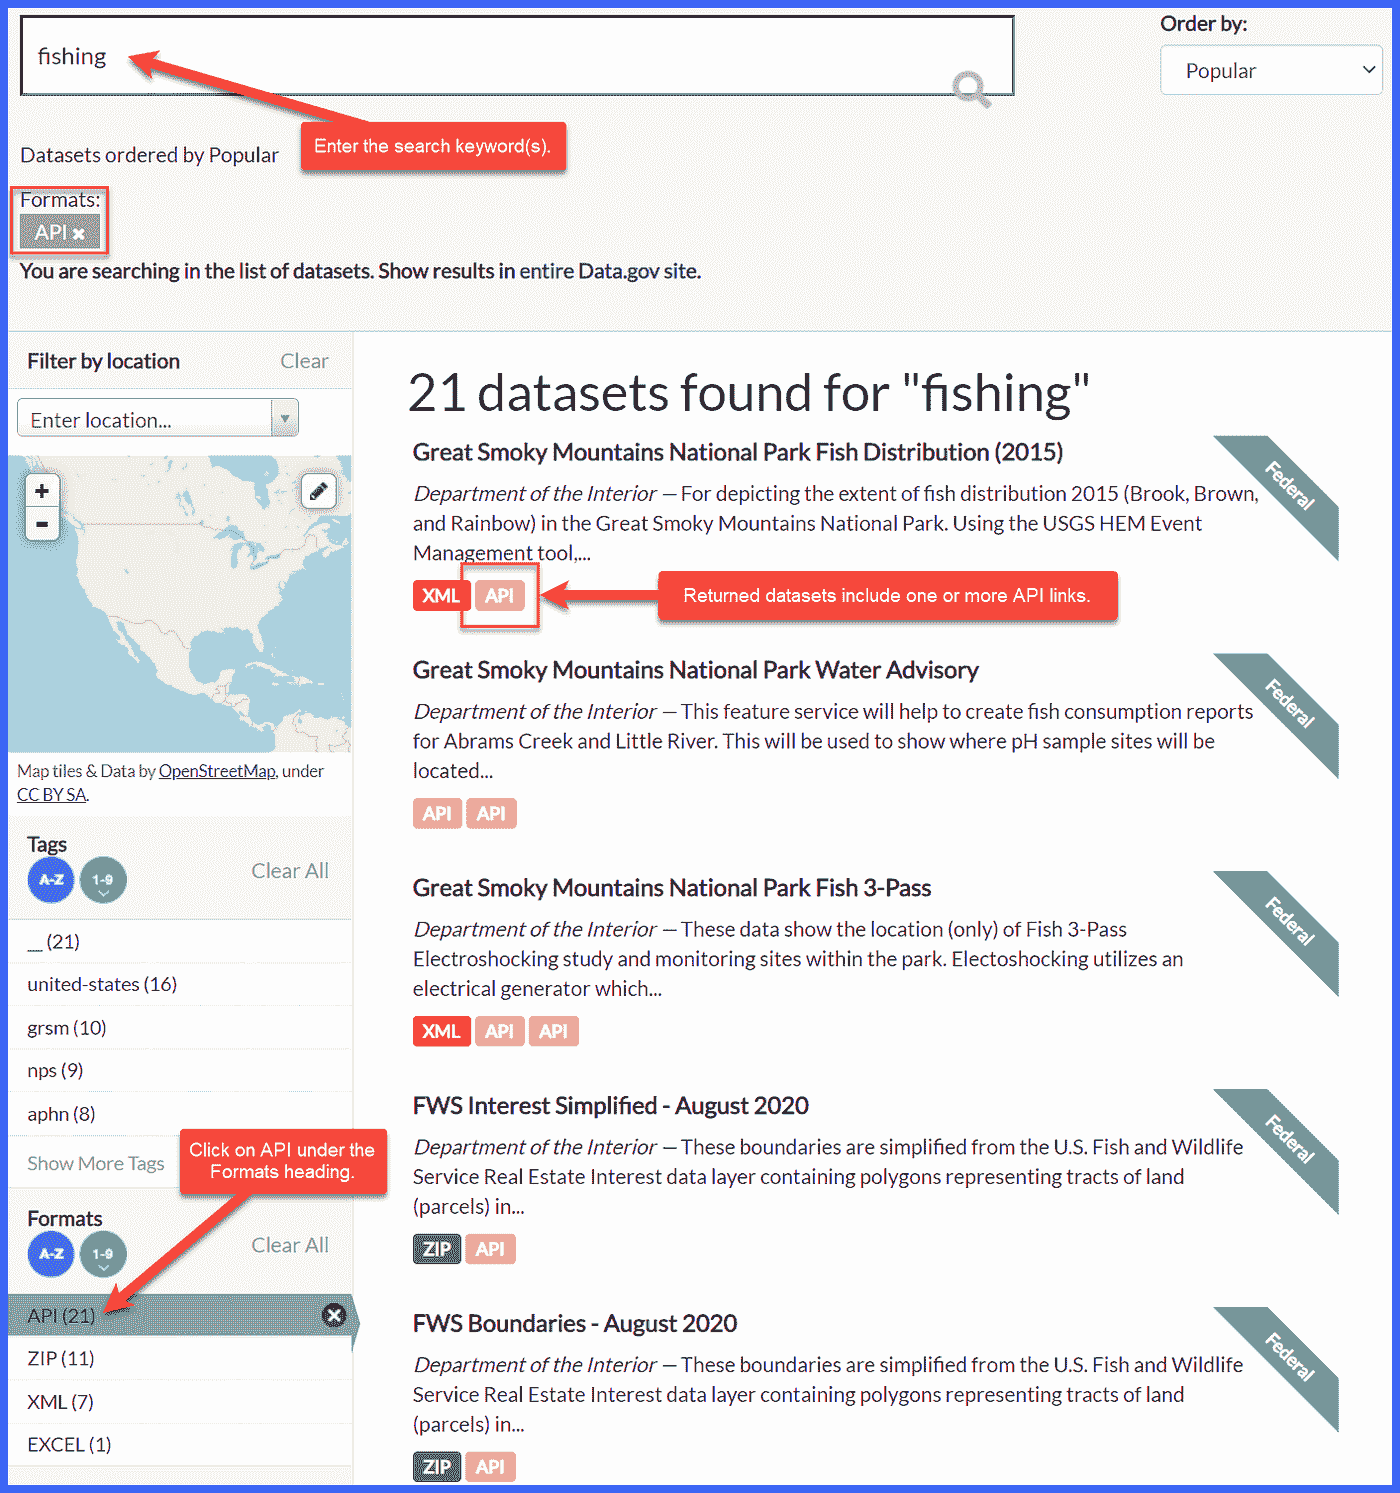 fishing
Order by:
Popular
Enter the search keyword(s).
Datasets ordered by Popular
Formats:
API
You are searching in the list of datasets. Show results in entire Data.gov site.
Filter by location
Clear
Enter location...
+
-
Map tiles & Data by OpenStreetMap, under
CC BY SA.
Tags
A-Z 1-9
Clear All
__ (21)
united-states (16)
grsm (10)
nps (9)
aphn (8)
Show More Tags
Click on API under the
Formats heading.
Formats
A-Z 1-9
Clear All
API (21)
ZIP (11)
XML (7)
EXCEL (1)
21 datasets found for "fishing"
Great Smoky Mountains National Park Fish Distribution (2015)
Federal
Department of the Interior — For depicting the extent of fish distribution 2015 (Brook, Brown,
and Rainbow) in the Great Smoky Mountains National Park. Using the USGS HEM Event
Management tool,...
XML API
Returned datasets include one or more API links.
Great Smoky Mountains National Park Water Advisory
Federal
Department of the Interior — This feature service will help to create fish consumption reports
for Abrams Creek and Little River. This will be used to show where pH sample sites will be
located...
API API
Great Smoky Mountains National Park Fish 3-Pass
Federal
Department of the Interior — These data show the location (only) of Fish 3-Pass
Electroshocking study and monitoring sites within the park. Electoshocking utilizes an
electrical generator which...
XML API API
FWS Interest Simplified - August 2020
Federal
Department of the Interior — These boundaries are simplified from the U.S. Fish and Wildlife
Service Real Estate Interest data layer containing polygons representing tracts of land
(parcels) in...
ZIP API
FWS Boundaries - August 2020
Federal
Department of the Interior — These boundaries are simplified from the U.S. Fish and Wildlife
Service Real Estate Interest data layer containing polygons representing tracts of land
(parcels) in...
ZIP API